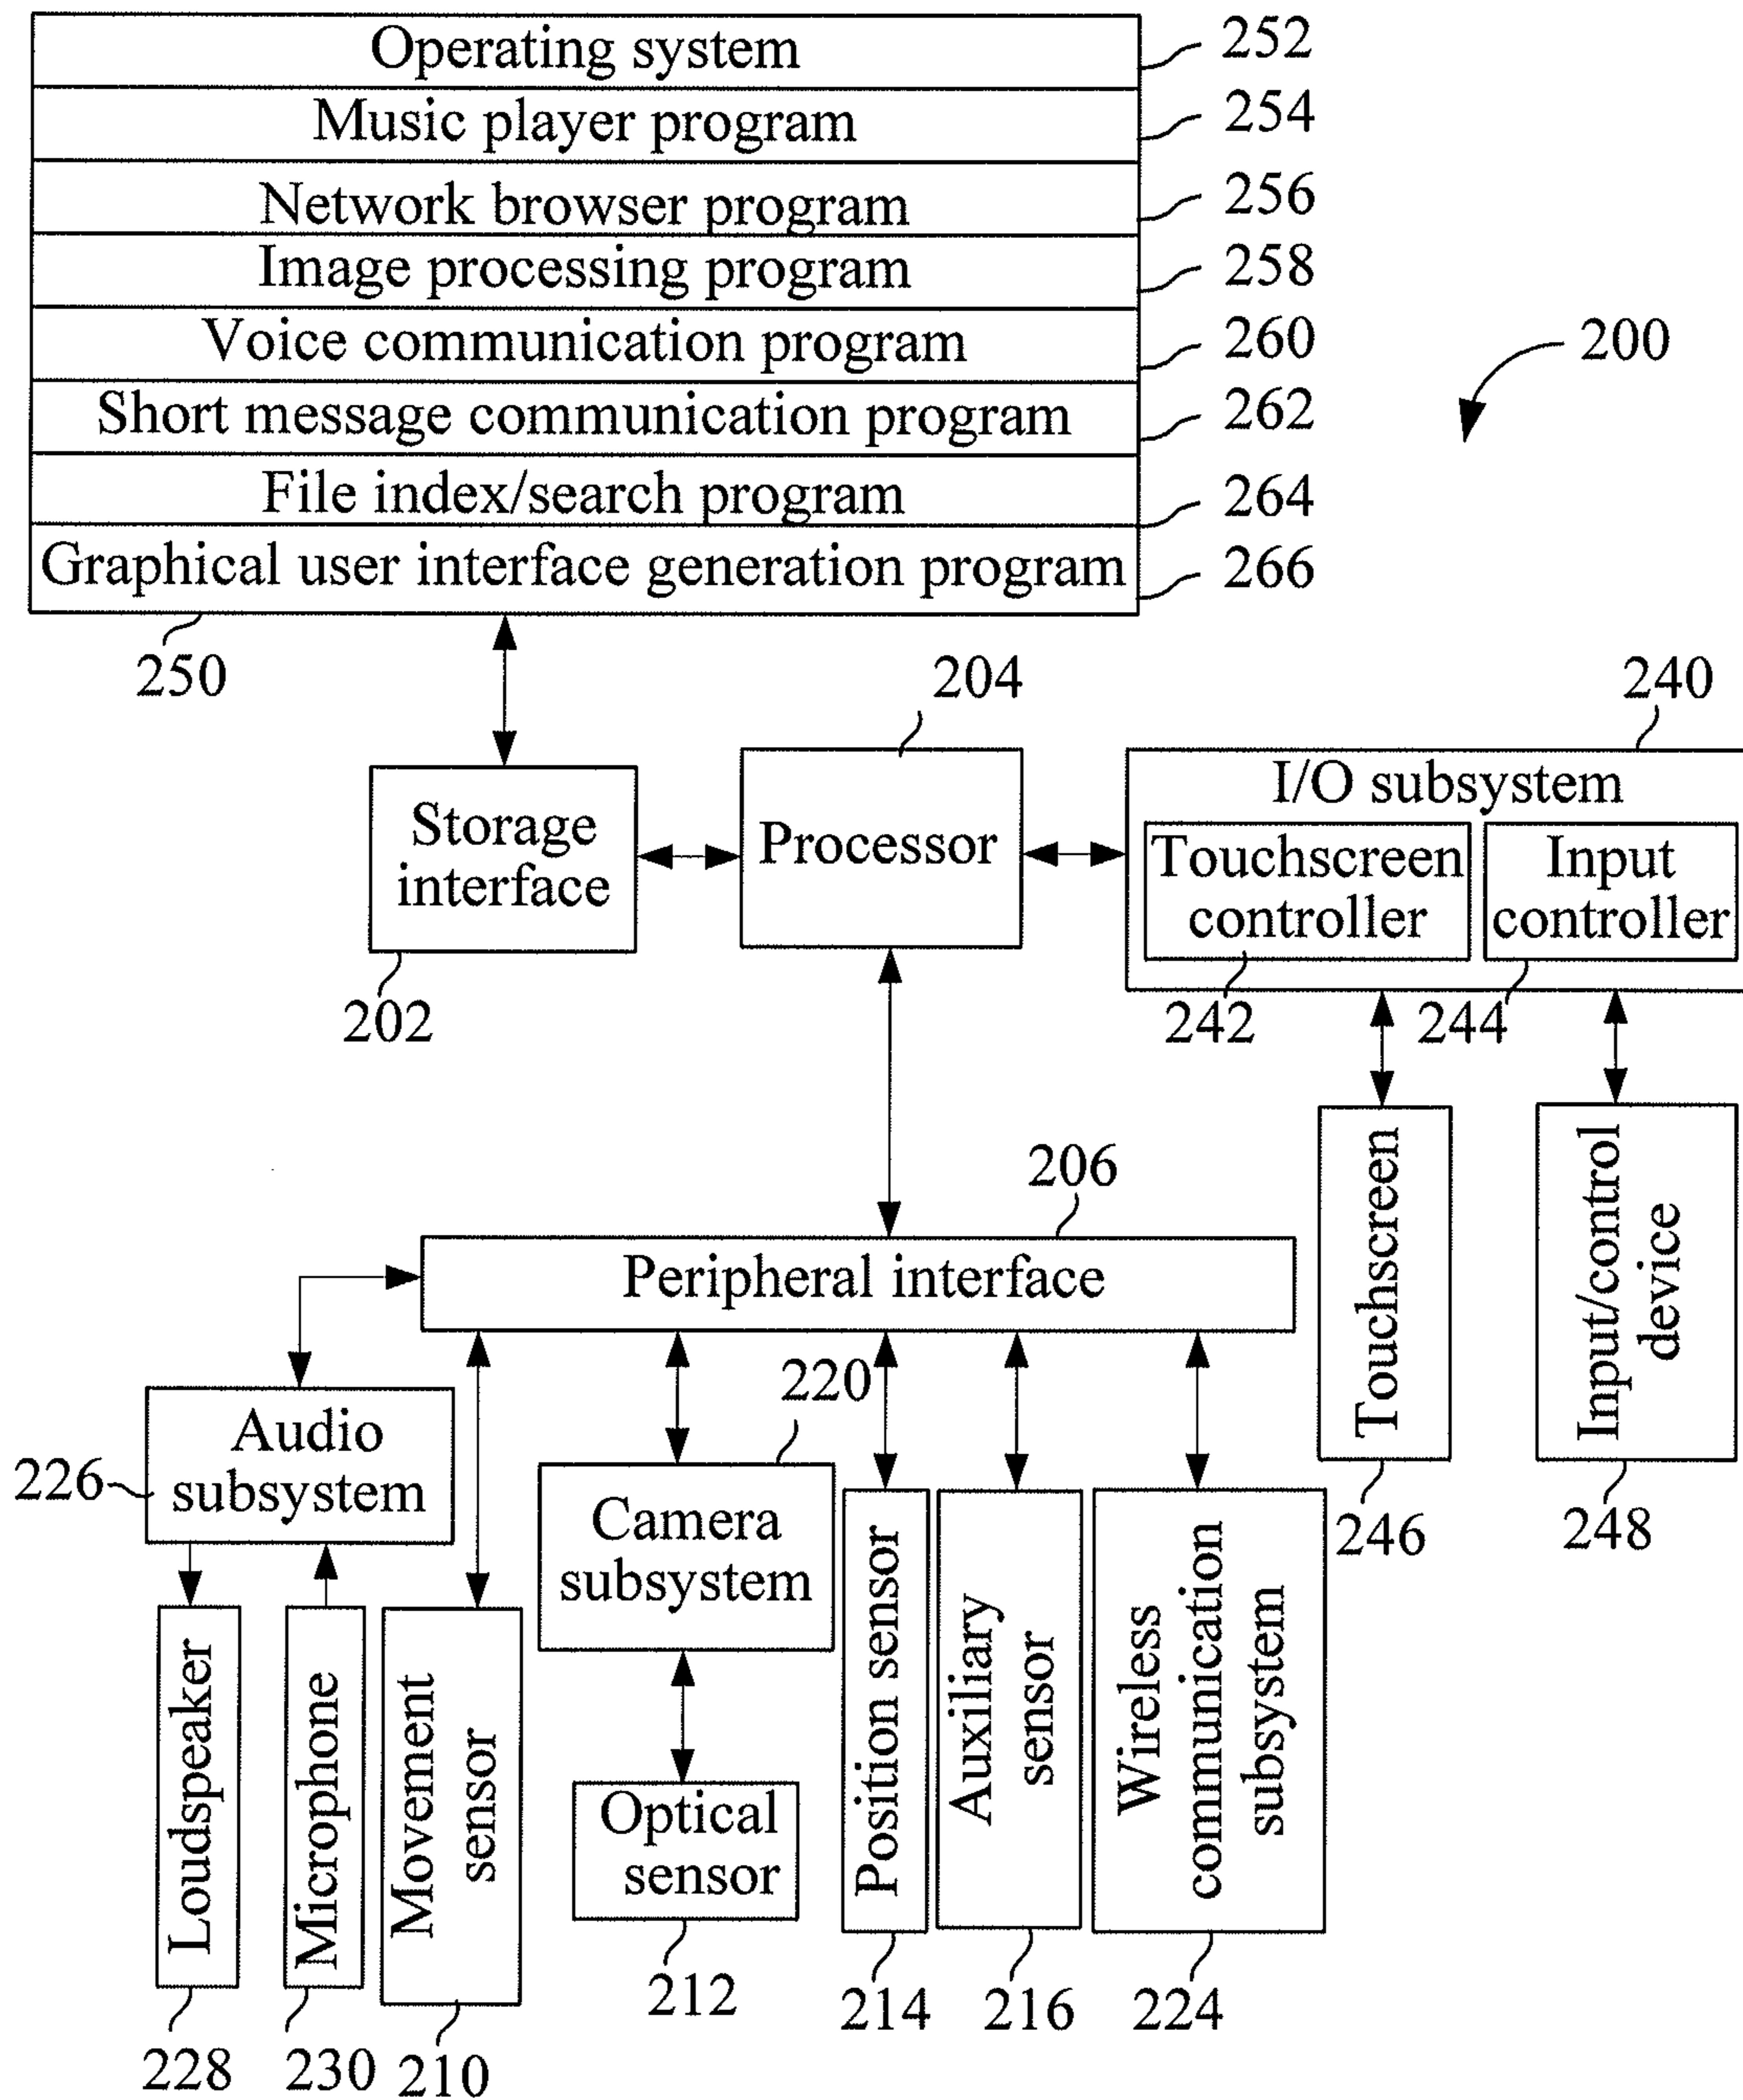 Operating system
252
Music player program
254
Network browser program
256
Image processing program
258
Voice communication program
260
200
Short message communication program
262
File index/search program
264
Graphical user interface generation program
266
250
204
240
Storage
interface
Processor
I/O subsystem
Touchscreen
controller
Input
controller
202
242
244
206
Peripheral interface
Touchscreen
Input/control
device
220
Audio
subsystem
226
Camera
subsystem
246
248
Loudspeaker
Microphone
Movement
sensor
Optical
sensor
Position sensor
Auxiliary
sensor
Wireless
communication
subsystem
212
214
216
224
228
230
210